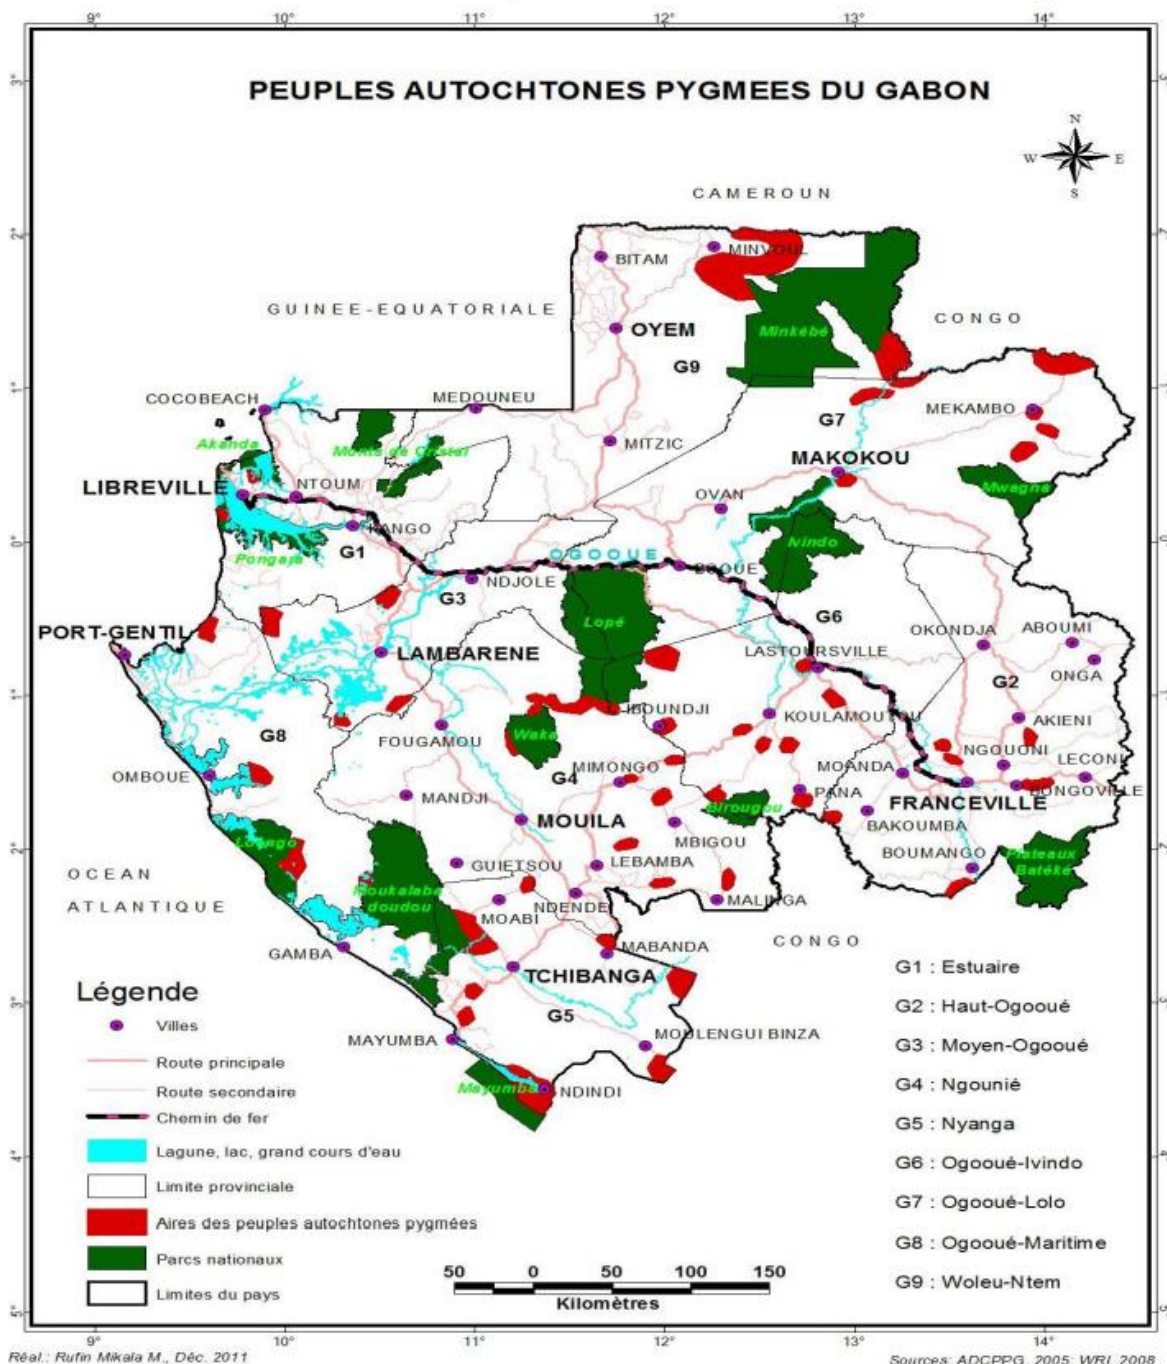 9° 10° 11° 12° 13° 14°
PEUPLES AUTOCHTONES PYGMEES DU GABON
N
W E
S
CAMEROUN
MINVOUL
BITAM
GUINEE-EQUATORIALE
CONGO
Minkébé
OYEM
G9
COCOBEACH
MEDOUNEU
G7
MEKAMBO
Akanda
Monts de Cristal
MITZIC
MAKOKOU
LIBREVILLE
NTOUM
OVAN
Mwagna
KANGO
Ivindo
Pongara
G1
OGOOUE
BOOUE
NDJOLE
G3
Lopé
G6
PORT-GENTIL
LAMBARENE
LASTOURSVILLE
OKONDJA
ABOUMI
ONGA
G2
IBOUNDJI
KOULAMOUTOU
AKIENI
FOUGAMOU
Waka
G8
NGOUONI
LECONI
OMBOUE
G4
MIMONGO
MOANDA
BONGOVILLE
MANDJI
PANA
FRANCEVILLE
Birougou
MOUILA
BAKOUMBA
MBIGOU
Loango
BOUMANGO
Plateaux
Batéké
GUIETSOU
LEBAMBA
OCEAN
ATLANTIQUE
Moukalaba
doudou
MOABI
NDENDE
MALINGA
GAMBA
MABANDA
CONGO
TCHIBANGA
G5
MAYUMBA
MOULENGUI BINZA
Mayumba
NDINDI
Légende
Villes
Route principale
Route secondaire
Chemin de fer
Lagune, lac, grand cours d'eau
Limite provinciale
Aires des peuples autochtones pygmées
Parcs nationaux
Limites du pays
50 0 50 100 150
Kilomètres
G1 : Estuaire
G2 : Haut-Ogooué
G3 : Moyen-Ogooué
G4 : Ngounié
G5 : Nyanga
G6 : Ogooué-Ivindo
G7 : Ogooué-Lolo
G8 : Ogooué-Maritime
G9 : Woleu-Ntem
9° 10° 11° 12° 13° 14°
Réal.: Rufin Mikala M., Déc. 2011
Sources: ADCPPG, 2005; WRI, 2008